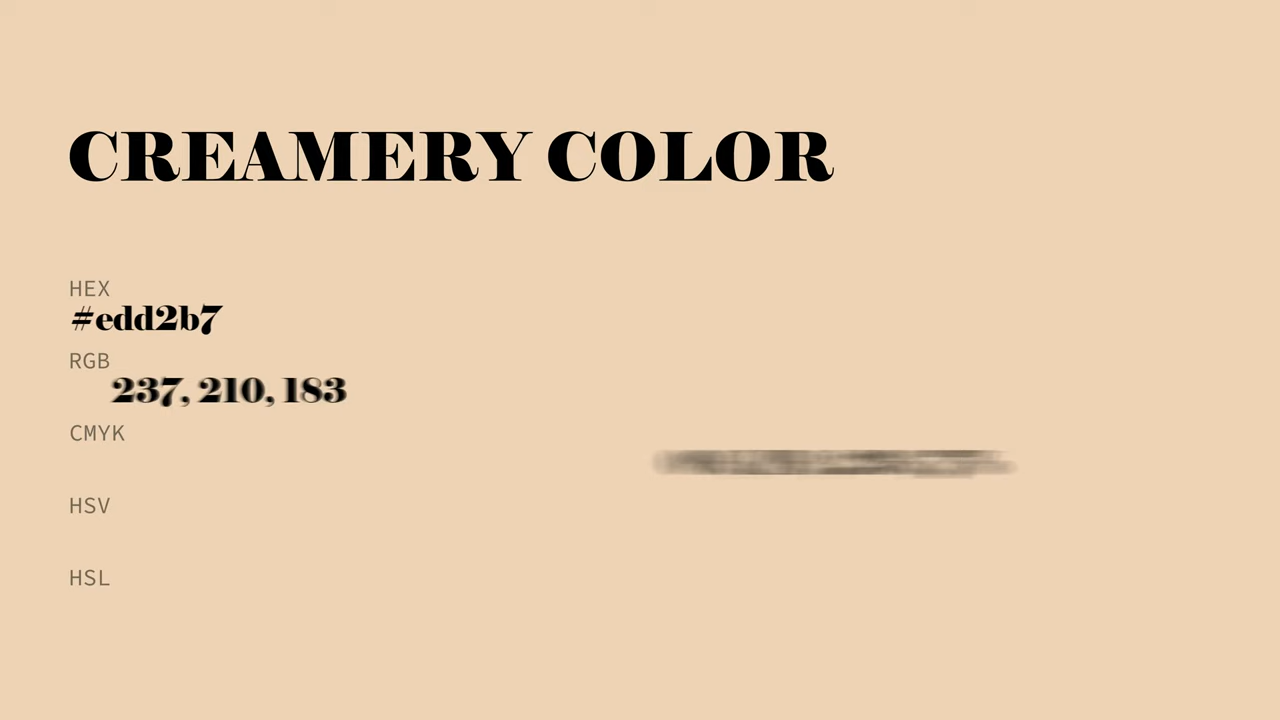 CREAMERY COLOR
HEX
#edd2b7
RGB
237, 210, 183
CMYK
HSV
HSL